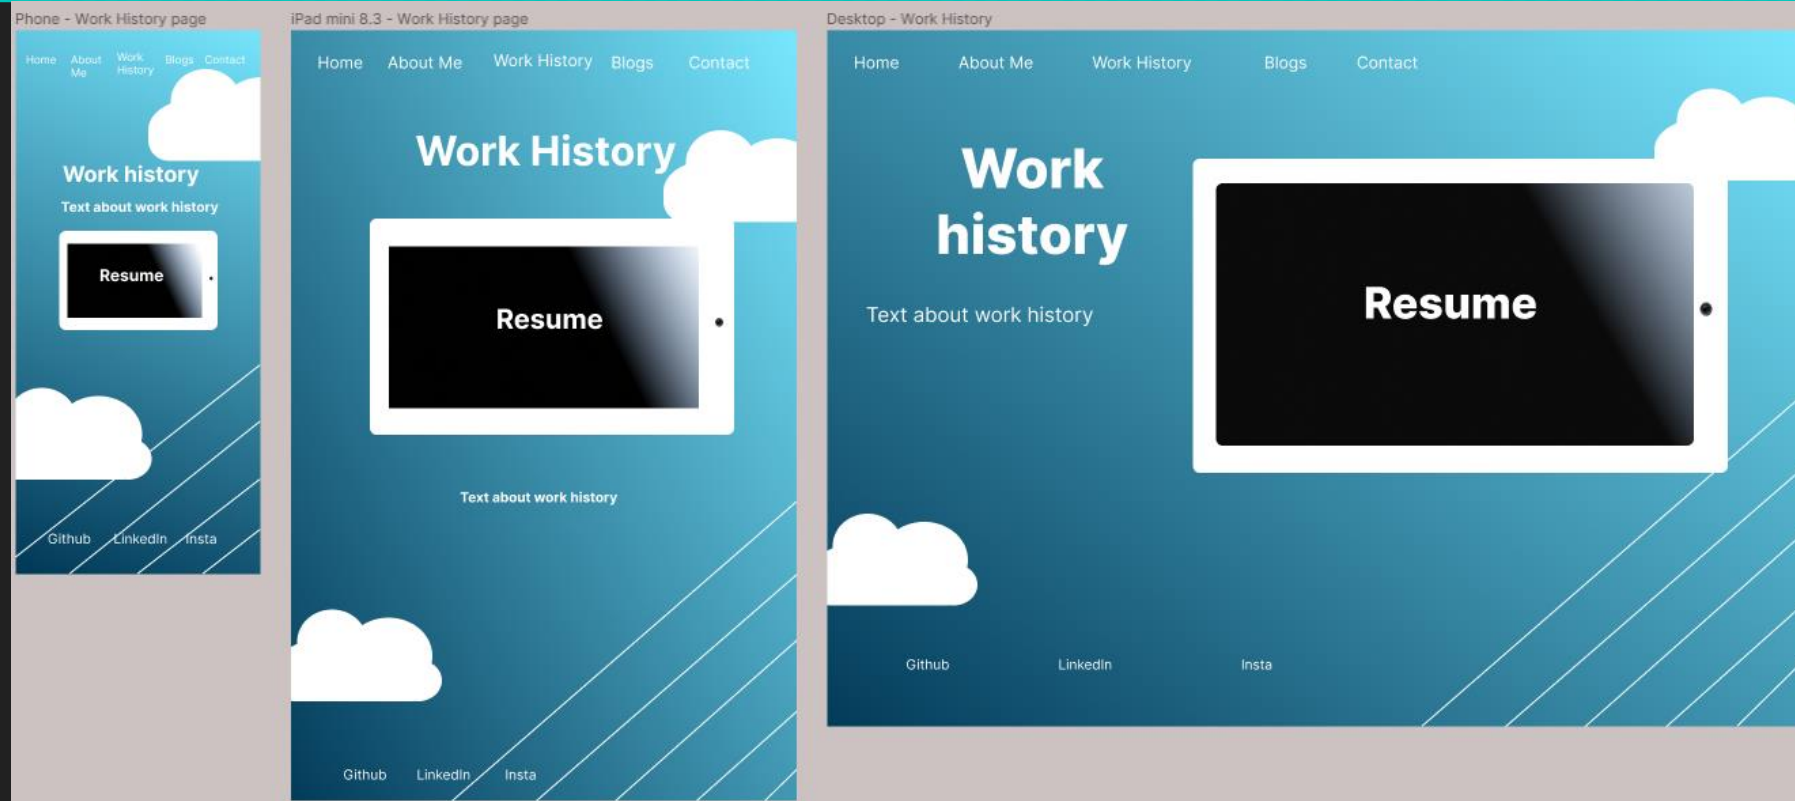 Phone - Work History page
Home About Me Work History Blogs Contact
Work history
Text about work history
Resume
Github LinkedIn Insta
iPad mini 8.3 - Work History page
Home About Me Work History Blogs Contact
Work History
Resume
Text about work history
Github LinkedIn Insta
Desktop - Work History
Home About Me Work History Blogs Contact
Work
history
Text about work history
Resume
Github LinkedIn Insta